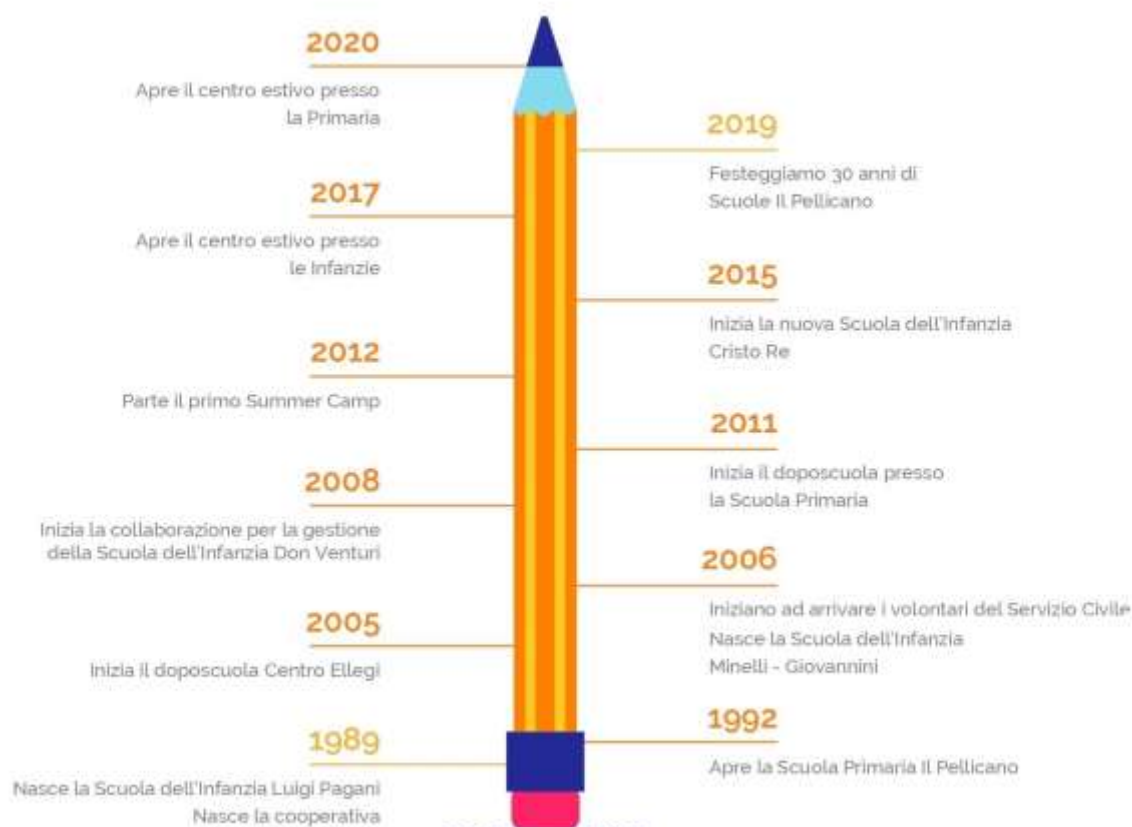 2020
Apre il centro estivo presso
la Primaria
2019
Festeggiamo 30 anni di
Scuole Il Pellicano
2017
Apre il centro estivo presso
le Infanzie
2015
Inizia la nuova Scuola dell'Infanzia
Cristo Re
2012
Parte il primo Summer Camp
2011
Inizia il doposcuola presso
la Scuola Primaria
2008
Inizia la collaborazione per la gestione
della Scuola dell'Infanzia Don Venturi
2006
Iniziano ad arrivare i volontari del Servizio Civile
Nasce la Scuola dell'Infanzia
Minelli - Giovannini
2005
Inizia il doposcuola Centro Ellegi
1992
Apre la Scuola Primaria Il Pellicano
1989
Nasce la Scuola dell'Infanzia Luigi Pagani
Nasce la cooperativa